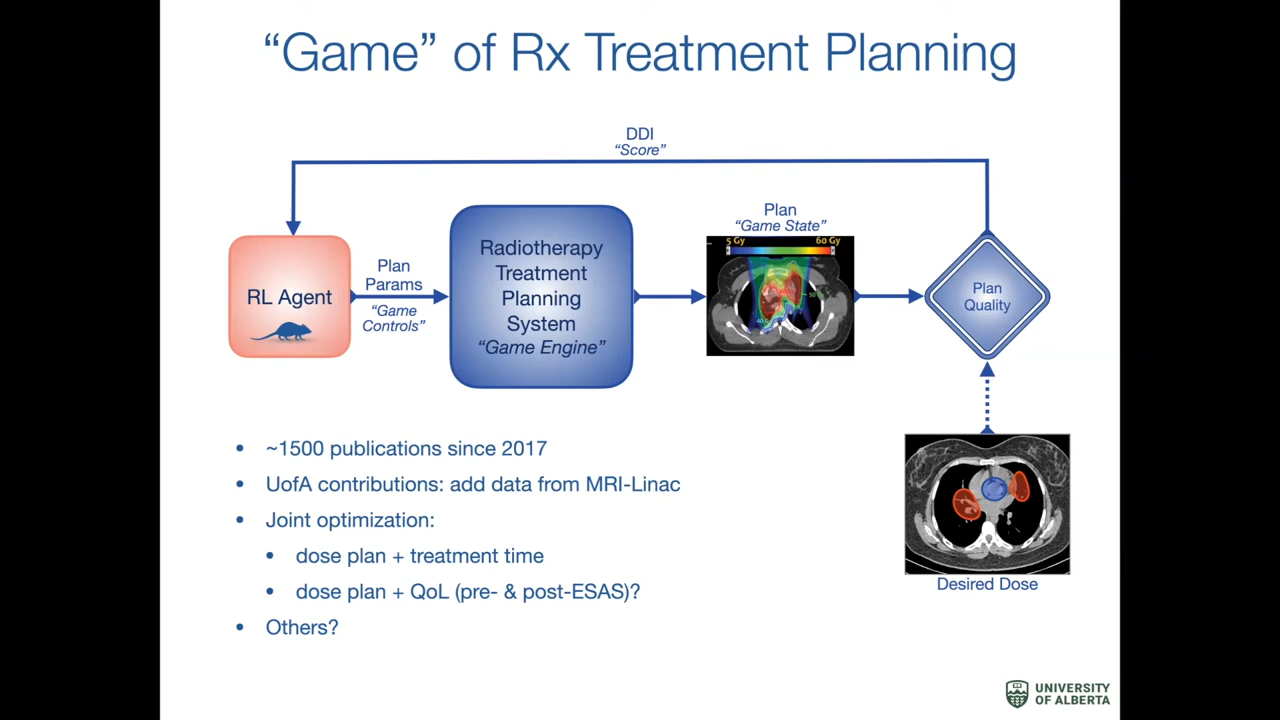 “Game” of Rx Treatment Planning
DDI
“Score”
RL Agent
Plan
Params
“Game
Controls”
Radiotherapy
Treatment
Planning
System
“Game Engine”
Plan
“Game State”
5 Gy 60 Gy
Plan
Quality
Desired Dose
• ~1500 publications since 2017
• UofA contributions: add data from MRI-Linac
• Joint optimization:
• dose plan + treatment time
• dose plan + QoL (pre- & post-ESAS)?
• Others?
UNIVERSITY
OF ALBERTA